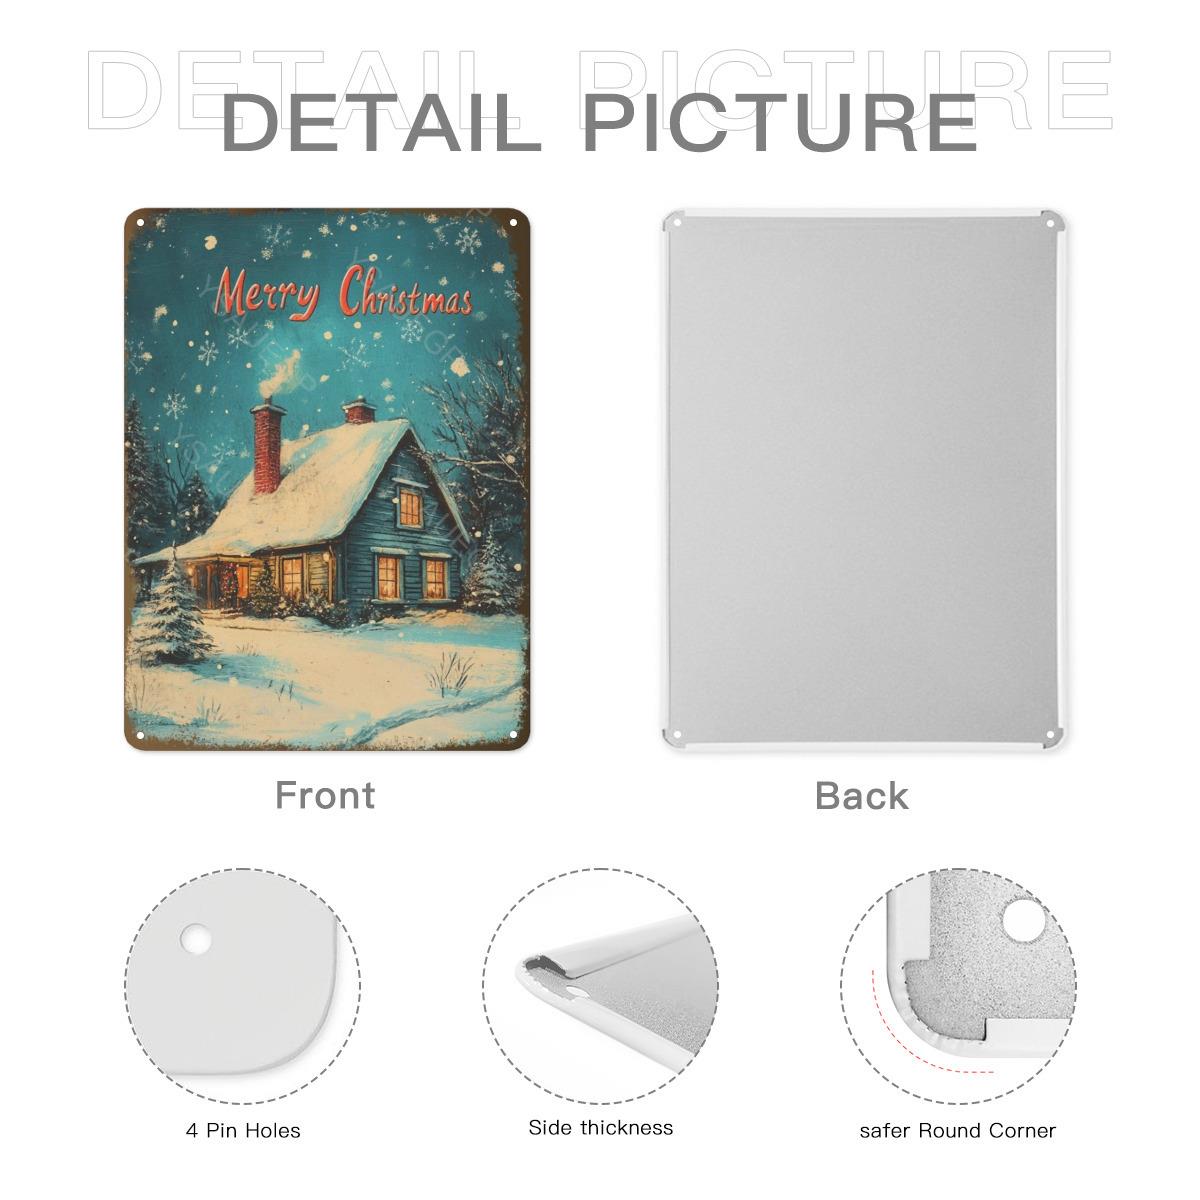 DETAIL PICTURE
DETAIL PICTURE
Merry Christmas
Front
Back
4 Pin Holes
Side thickness
safer Round Corner